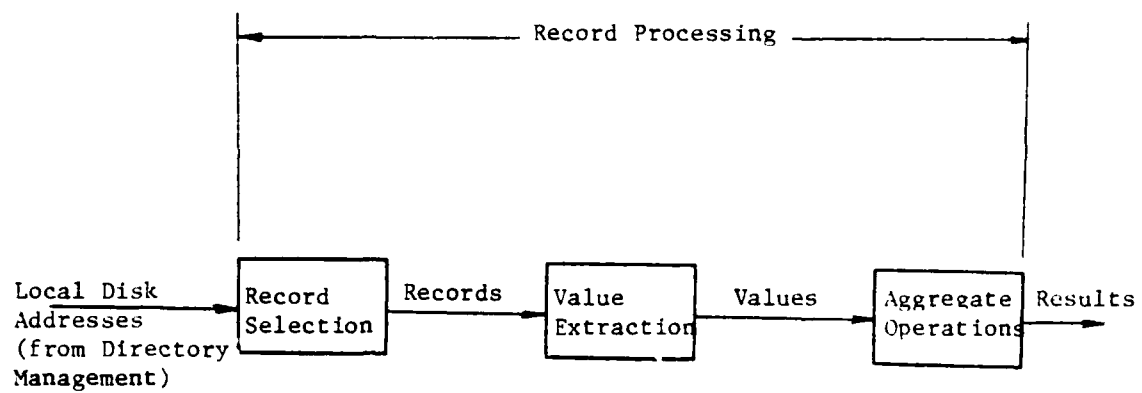 Record Processing
Local Disk
Addresses
(from Directory
Management)
Record
Selection
Records
Value
Extraction
Values
Aggregate
Operations
Results